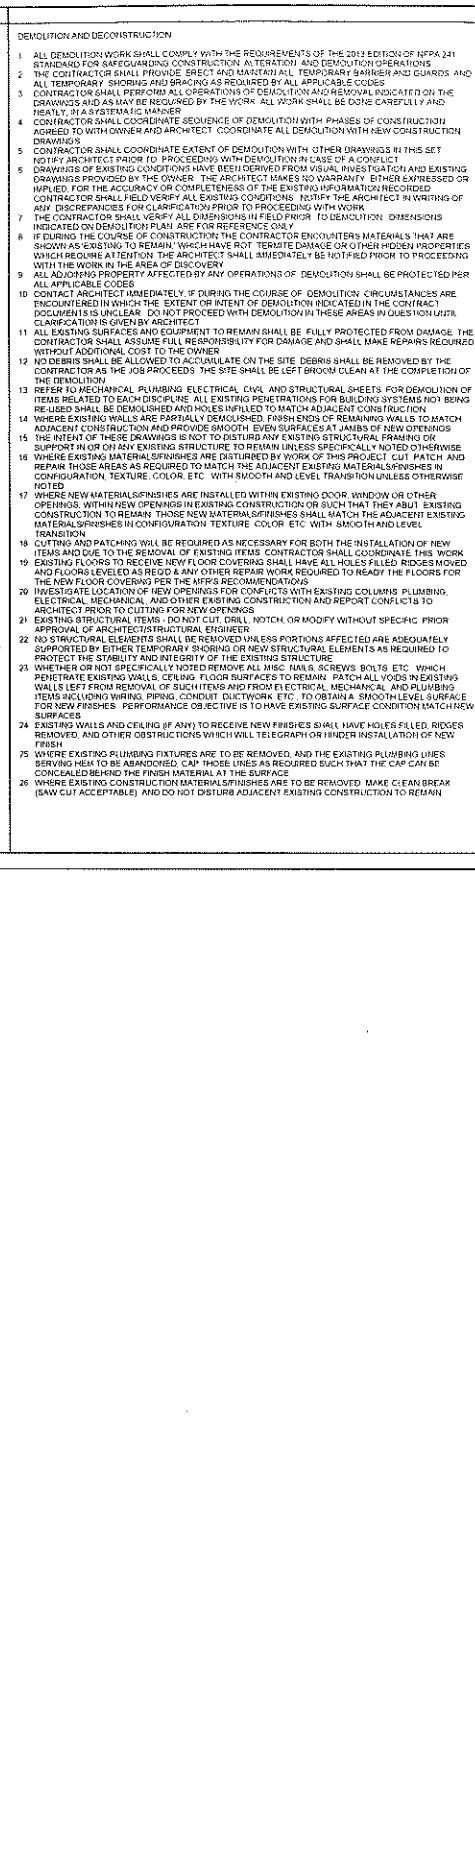 DEMOLITION AND DECONSTRUCTION
1 ALL DEMOLITION WORK SHALL COMPLY WITH THE REQUIREMENTS OF THE 2013 EDITION OF NFPA 241
STANDARD FOR SAFEGUARDING CONSTRUCTION ALTERATION AND DEMOLITION OPERATIONS
2 THE CONTRACTOR SHALL PROVIDE ERECT AND MAINTAIN ALL TEMPORARY BARRIER AND GUARDS AND
ALL TEMPORARY SHORING AND BRACING AS REQUIRED BY ALL APPLICABLE CODES
3 CONTRACTOR SHALL PERFORM ALL OPERATIONS OF DEMOLITION AND REMOVAL INDICATED ON THE
DRAWINGS AND AS MAY BE REQUIRED BY THE WORK ALL WORK SHALL BE DONE CAREFULLY AND
NEATLY, IN A SYSTEMATIC MANNER
4 CONTRACTOR SHALL COORDINATE SEQUENCE OF DEMOLITION WITH PHASES OF CONSTRUCTION
AGREED TO WITH OWNER AND ARCHITECT COORDINATE ALL DEMOLITION WITH NEW CONSTRUCTION
DRAWINGS
5 CONTRACTOR SHALL COORDINATE EXTENT OF DEMOLITION WITH OTHER DRAWINGS IN THIS SET
NOTIFY ARCHITECT PRIOR TO PROCEEDING WITH DEMOLITION IN CASE OF A CONFLICT
6 DRAWINGS OF EXISTING CONDITIONS HAVE BEEN DERIVED FROM VISUAL INVESTIGATION AND EXISTING
DRAWINGS PROVIDED BY THE OWNER THE ARCHITECT MAKES NO WARRANTY EITHER EXPRESSED OR
IMPLIED, FOR THE ACCURACY OR COMPLETENESS OF THE EXISTING INFORMATION RECORDED
CONTRACTOR SHALL FIELD VERIFY ALL EXISTING CONDITIONS NOTIFY THE ARCHITECT IN WRITING OF
ANY DISCREPANCIES FOR CLARIFICATION PRIOR TO PROCEEDING WITH WORK
7 THE CONTRACTOR SHALL VERIFY ALL DIMENSIONS IN FIELD PRIOR TO DEMOLITION DIMENSIONS
INDICATED ON DEMOLITION PLAN ARE FOR REFERENCE ONLY
8 IF DURING THE COURSE OF CONSTRUCTION THE CONTRACTOR ENCOUNTERS MATERIALS THAT ARE
SHOWN AS 'EXISTING TO REMAIN,' WHICH HAVE ROT TERMITE DAMAGE OR OTHER HIDDEN PROPERTIES
WHICH REQUIRE ATTENTION THE ARCHITECT SHALL IMMEDIATELY BE NOTIFIED PRIOR TO PROCEEDING
WITH THE WORK IN THE AREA OF DISCOVERY
9 ALL ADJOINING PROPERTY AFFECTED BY ANY OPERATIONS OF DEMOLITION SHALL BE PROTECTED PER
ALL APPLICABLE CODES
10 CONTACT ARCHITECT IMMEDIATELY, IF DURING THE COURSE OF DEMOLITION CIRCUMSTANCES ARE
ENCOUNTERED IN WHICH THE EXTENT OR INTENT OF DEMOLITION INDICATED IN THE CONTRACT
DOCUMENTS IS UNCLEAR DO NOT PROCEED WITH DEMOLITION IN THESE AREAS IN QUESTION UNTIL
CLARIFICATION IS GIVEN BY ARCHITECT
11 ALL EXISTING SURFACES AND EQUIPMENT TO REMAIN SHALL BE FULLY PROTECTED FROM DAMAGE THE
CONTRACTOR SHALL ASSUME FULL RESPONSIBILITY FOR DAMAGE AND SHALL MAKE REPAIRS REQUIRED
WITHOUT ADDITIONAL COST TO THE OWNER
12 NO DEBRIS SHALL BE ALLOWED TO ACCUMULATE ON THE SITE DEBRIS SHALL BE REMOVED BY THE
CONTRACTOR AS THE JOB PROCEEDS THE SITE SHALL BE LEFT BROOM CLEAN AT THE COMPLETION OF
THE DEMOLITION
13 REFER TO MECHANICAL PLUMBING ELECTRICAL CIVIL AND STRUCTURAL SHEETS FOR DEMOLITION OF
ITEMS RELATED TO EACH DISCIPLINE ALL EXISTING PENETRATIONS FOR BUILDING SYSTEMS NOT BEING
RE-USED SHALL BE DEMOLISHED AND HOLES INFILLED TO MATCH ADJACENT CONSTRUCTION
14 WHERE EXISTING WALLS ARE PARTIALLY DEMOLISHED, FINISH ENDS OF REMAINING WALLS TO MATCH
ADJACENT CONSTRUCTION AND PROVIDE SMOOTH EVEN SURFACES AT JAMBS OF NEW OPENINGS
15 THE INTENT OF THESE DRAWINGS IS NOT TO DISTURB ANY EXISTING STRUCTURAL FRAMING OR
SUPPORT IN OR ON ANY EXISTING STRUCTURE TO REMAIN UNLESS SPECIFICALLY NOTED OTHERWISE
16 WHERE EXISTING MATERIALS/FINISHES ARE DISTURBED BY WORK OF THIS PROJECT CUT PATCH AND
REPAIR THOSE AREAS AS REQUIRED TO MATCH THE ADJACENT EXISTING MATERIALS/FINISHES IN
CONFIGURATION, TEXTURE, COLOR, ETC WITH SMOOTH AND LEVEL TRANSITION UNLESS OTHERWISE
NOTED
17 WHERE NEW MATERIALS/FINISHES ARE INSTALLED WITHIN EXISTING DOOR, WINDOW OR OTHER
OPENINGS, WITHIN NEW OPENINGS IN EXISTING CONSTRUCTION OR SUCH THAT THEY ABUT EXISTING
CONSTRUCTION TO REMAIN THOSE NEW MATERIALS/FINISHES SHALL MATCH THE ADJACENT EXISTING
MATERIALS/FINISHES IN CONFIGURATION TEXTURE COLOR ETC WITH SMOOTH AND LEVEL
TRANSITION
18 CUTTING AND PATCHING WILL BE REQUIRED AS NECESSARY FOR BOTH THE INSTALLATION OF NEW
ITEMS AND DUE TO THE REMOVAL OF EXISTING ITEMS CONTRACTOR SHALL COORDINATE THIS WORK
19 EXISTING FLOORS TO RECEIVE NEW FLOOR COVERING SHALL HAVE ALL HOLES FILLED RIDGES MOVED
AND FLOORS LEVELED AS REQ'D & ANY OTHER REPAIR WORK REQUIRED TO READY THE FLOORS FOR
THE NEW FLOOR COVERING PER THE MFR'S RECOMMENDATIONS
20 INVESTIGATE LOCATION OF NEW OPENINGS FOR CONFLICTS WITH EXISTING COLUMNS PLUMBING,
ELECTRICAL, MECHANICAL, AND OTHER EXISTING CONSTRUCTION AND REPORT CONFLICTS TO
ARCHITECT PRIOR TO CUTTING FOR NEW OPENINGS
21 EXISTING STRUCTURAL ITEMS - DO NOT CUT, DRILL, NOTCH, OR MODIFY WITHOUT SPECIFIC PRIOR
APPROVAL OF ARCHITECT/STRUCTURAL ENGINEER
22 NO STRUCTURAL ELEMENTS SHALL BE REMOVED UNLESS PORTIONS AFFECTED ARE ADEQUATELY
SUPPORTED BY EITHER TEMPORARY SHORING OR NEW STRUCTURAL ELEMENTS AS REQUIRED TO
PROTECT THE STABILITY AND INTEGRITY OF THE EXISTING STRUCTURE
23 WHETHER OR NOT SPECIFICALLY NOTED REMOVE ALL MISC NAILS, SCREWS BOLTS ETC WHICH
PENETRATE EXISTING WALLS, CEILING FLOOR SURFACES TO REMAIN PATCH ALL VOIDS IN EXISTING
WALLS LEFT FROM REMOVAL OF SUCH ITEMS AND FROM ELECTRICAL, MECHANICAL AND PLUMBING
ITEMS INCLUDING WIRING, PIPING, CONDUIT DUCTWORK ETC , TO OBTAIN A SMOOTH LEVEL SURFACE
FOR NEW FINISHES PERFORMANCE OBJECTIVE IS TO HAVE EXISTING SURFACE CONDITION MATCH NEW
SURFACES
24 EXISTING WALLS AND CEILING (IF ANY) TO RECEIVE NEW FINISHES SHALL HAVE HOLES FILLED, RIDGES
REMOVED, AND OTHER OBSTRUCTIONS WHICH WILL TELEGRAPH OR HINDER INSTALLATION OF NEW
FINISH
25 WHERE EXISTING PLUMBING FIXTURES ARE TO BE REMOVED, AND THE EXISTING PLUMBING LINES
SERVING HEM TO BE ABANDONED, CAP THOSE LINES AS REQUIRED SUCH THAT THE CAP CAN BE
CONCEALED BEHIND THE FINISH MATERIAL AT THE SURFACE
26 WHERE EXISTING CONSTRUCTION MATERIALS/FINISHES ARE TO BE REMOVED MAKE CLEAN BREAK
(SAW CUT ACCEPTABLE) AND DO NOT DISTURB ADJACENT EXISTING CONSTRUCTION TO REMAIN